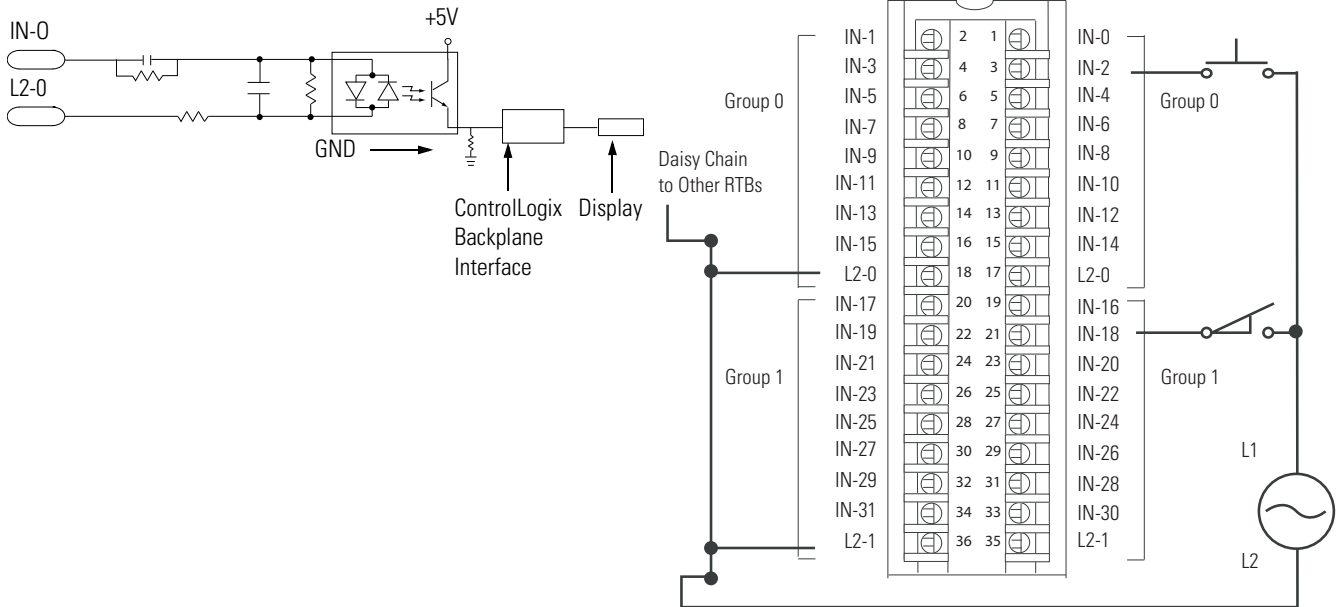 +5V
IN-0
L2-0
GND
ControlLogix
Backplane
Interface
Display
Daisy Chain
to Other RTBs
Group 0
Group 1
IN-1 2 1 IN-0
IN-3 4 3 IN-2
IN-5 6 5 IN-4
IN-7 8 7 IN-6
IN-9 10 9 IN-8
IN-11 12 11 IN-10
IN-13 14 13 IN-12
IN-15 16 15 IN-14
L2-0 18 17 L2-0
IN-17 20 19 IN-16
IN-19 22 21 IN-18
IN-21 24 23 IN-20
IN-23 26 25 IN-22
IN-25 28 27 IN-24
IN-27 30 29 IN-26
IN-29 32 31 IN-28
IN-31 34 33 IN-30
L2-1 36 35 L2-1
Group 0
Group 1
L1
L2